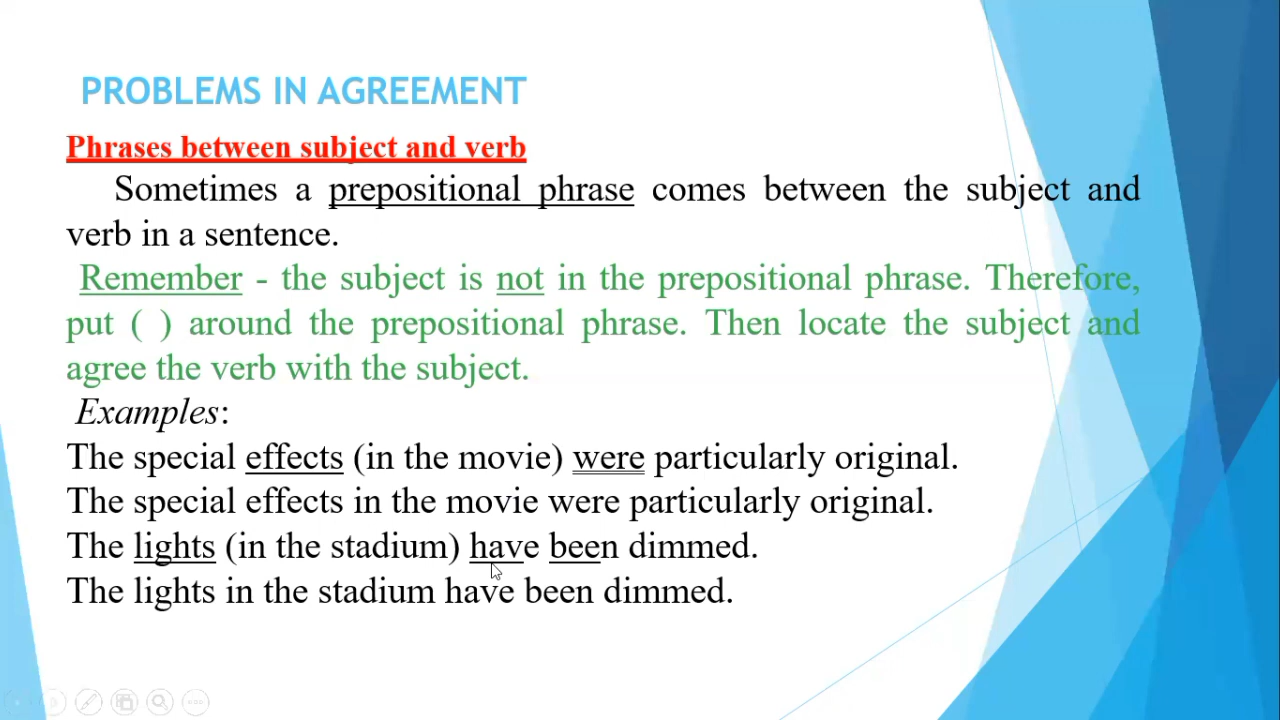 PROBLEMS IN AGREEMENT
Phrases between subject and verb
Sometimes a prepositional phrase comes between the subject and
verb in a sentence.
Remember - the subject is not in the prepositional phrase. Therefore,
put ( ) around the prepositional phrase. Then locate the subject and
agree the verb with the subject.
Examples:
The special effects (in the movie) were particularly original.
The special effects in the movie were particularly original.
The lights (in the stadium) have been dimmed.
The lights in the stadium have been dimmed.